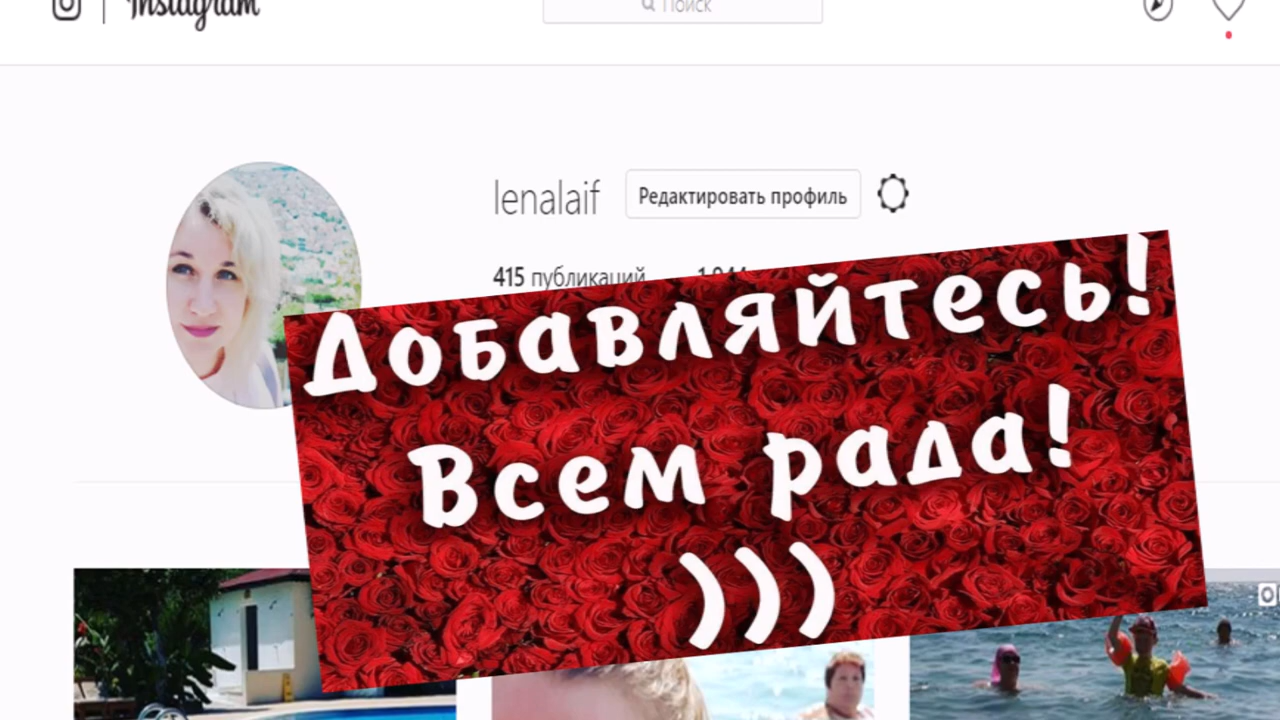 Instagram
Поиск
lenalaif
Редактировать профиль
415 публикаций
Добавляйтесь!
Всем рада!
)))